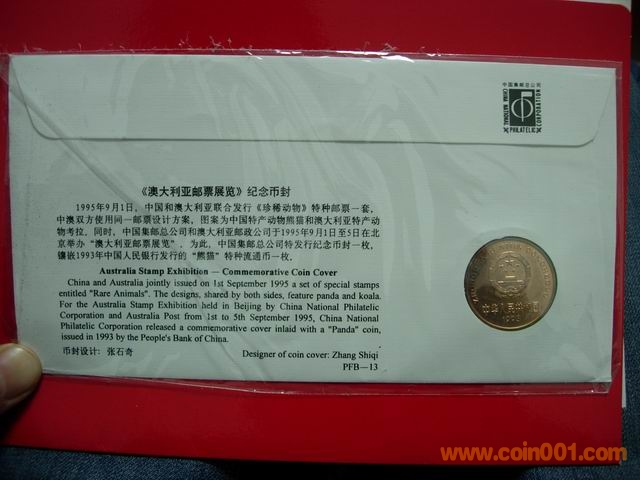 中国集邮总公司
CHINA NATIONAL
PHILATELIC
CORPORATION
《澳大利亚邮票展览》纪念币封
1995年9月1日，中国和澳大利亚联合发行《珍稀动物》特种邮票一套，
中澳双方使用同一邮票设计方案，图案为中国特产动物熊猫和澳大利亚特产动
物考拉。同时，中国集邮总公司和澳大利亚邮政公司于1995年9月1日至5日在北
京举办“澳大利亚邮票展览”。为此，中国集邮总公司特发行纪念币封一枚，
镶嵌1993年中国人民银行发行的“熊猫”特种流通币一枚。
Australia Stamp Exhibition — Commemorative Coin Cover
China and Australia jointly issued on 1st September 1995 a set of special stamps
entitled "Rare Animals". The designs, shared by both sides, feature panda and koala.
For the Australia Stamp Exhibition held in Beijing by China National Philatelic
Corporation and Australia Post from 1st to 5th September 1995, China National
Philatelic Corporation released a commemorative cover inlaid with a "Panda" coin,
issued in 1993 by the People's Bank of China.
币封设计：张石奇
Designer of coin cover: Zhang Shiqi
PFB—13
中华人民共和国
1993
www.coin001.com